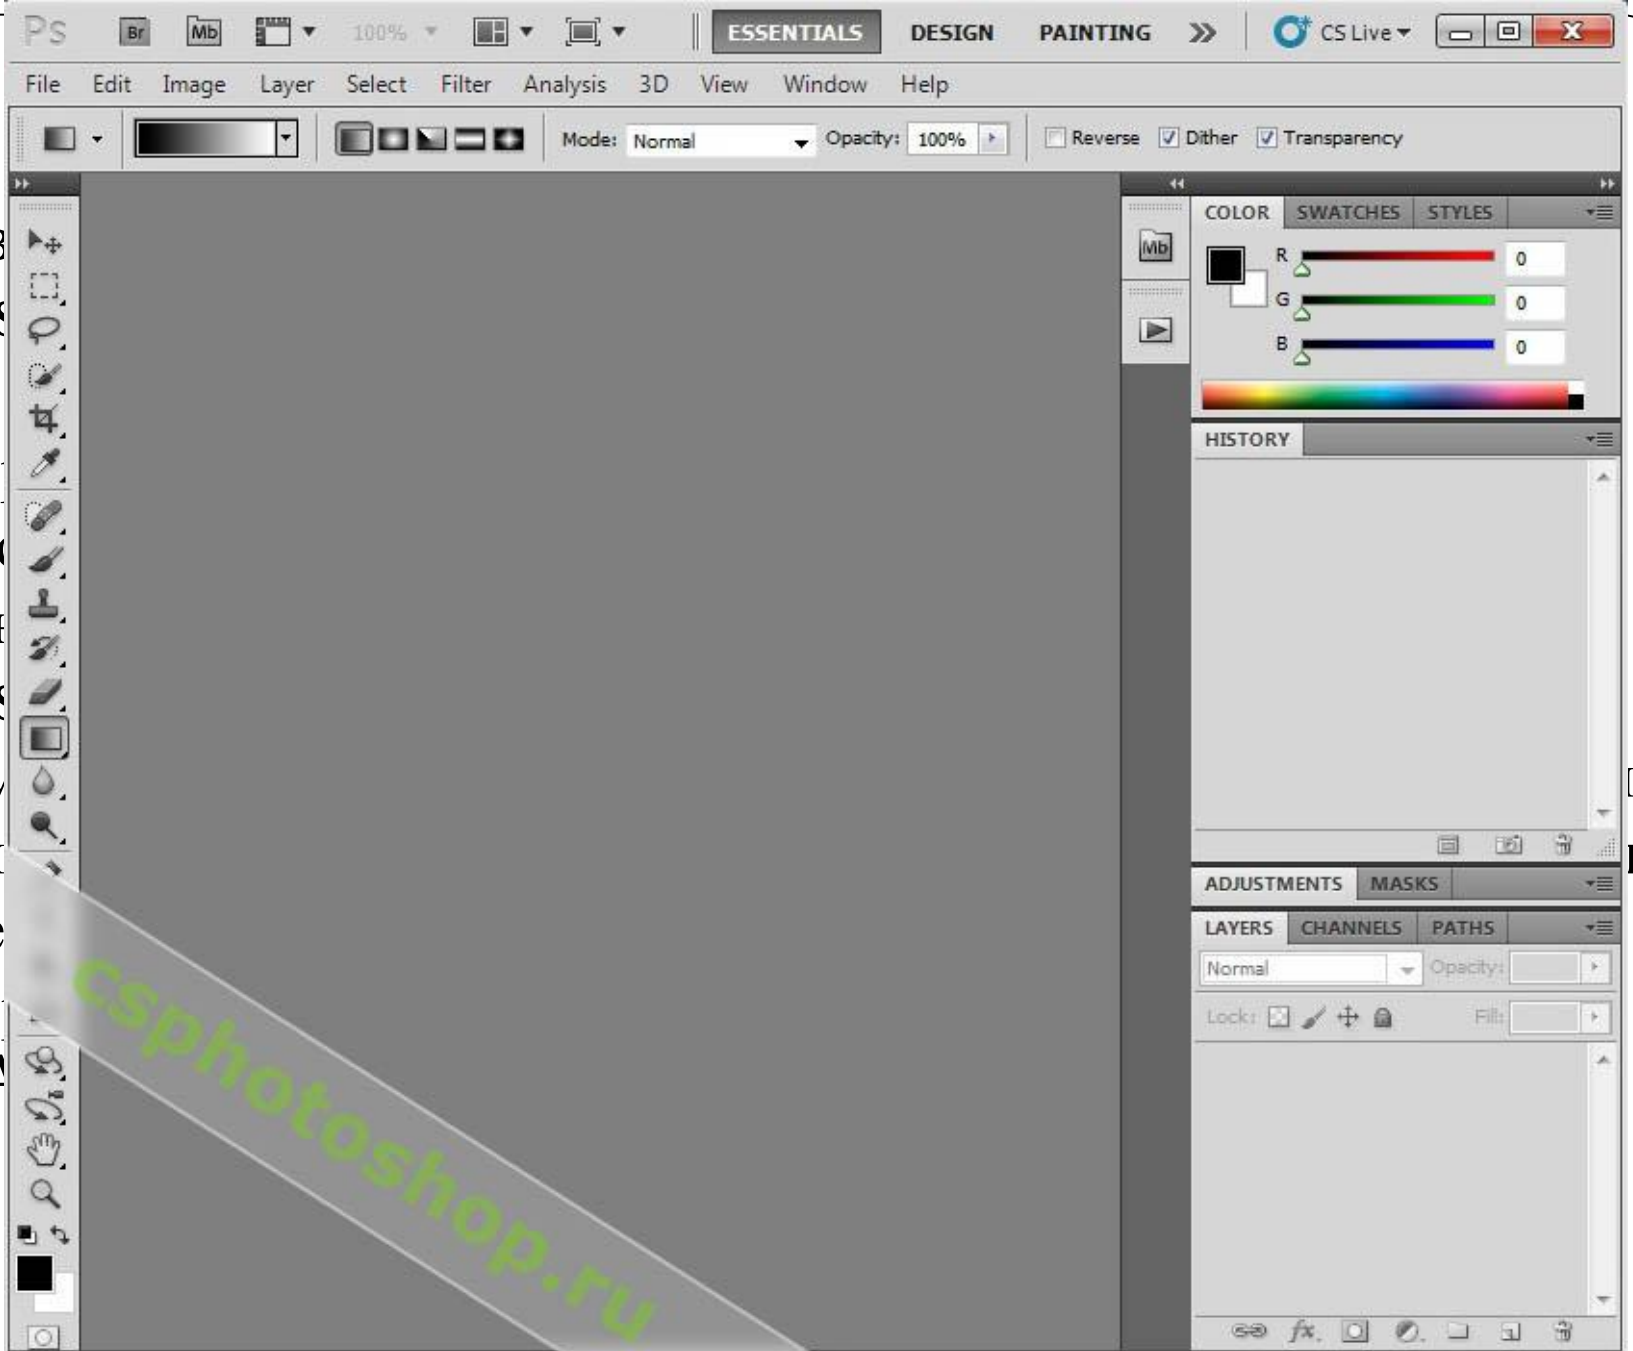 Ps Br Mb 100% ESSENTIALS DESIGN PAINTING CS Live
File Edit Image Layer Select Filter Analysis 3D View Window Help
Mode: Normal Opacity: 100% Reverse Dither Transparency
COLOR SWATCHES STYLES
Mb
R 0
G 0
B 0
HISTORY
ADJUSTMENTS MASKS
LAYERS CHANNELS PATHS
Normal Opacity:
Lock: Fill:
fx.
csphotoshop.ru